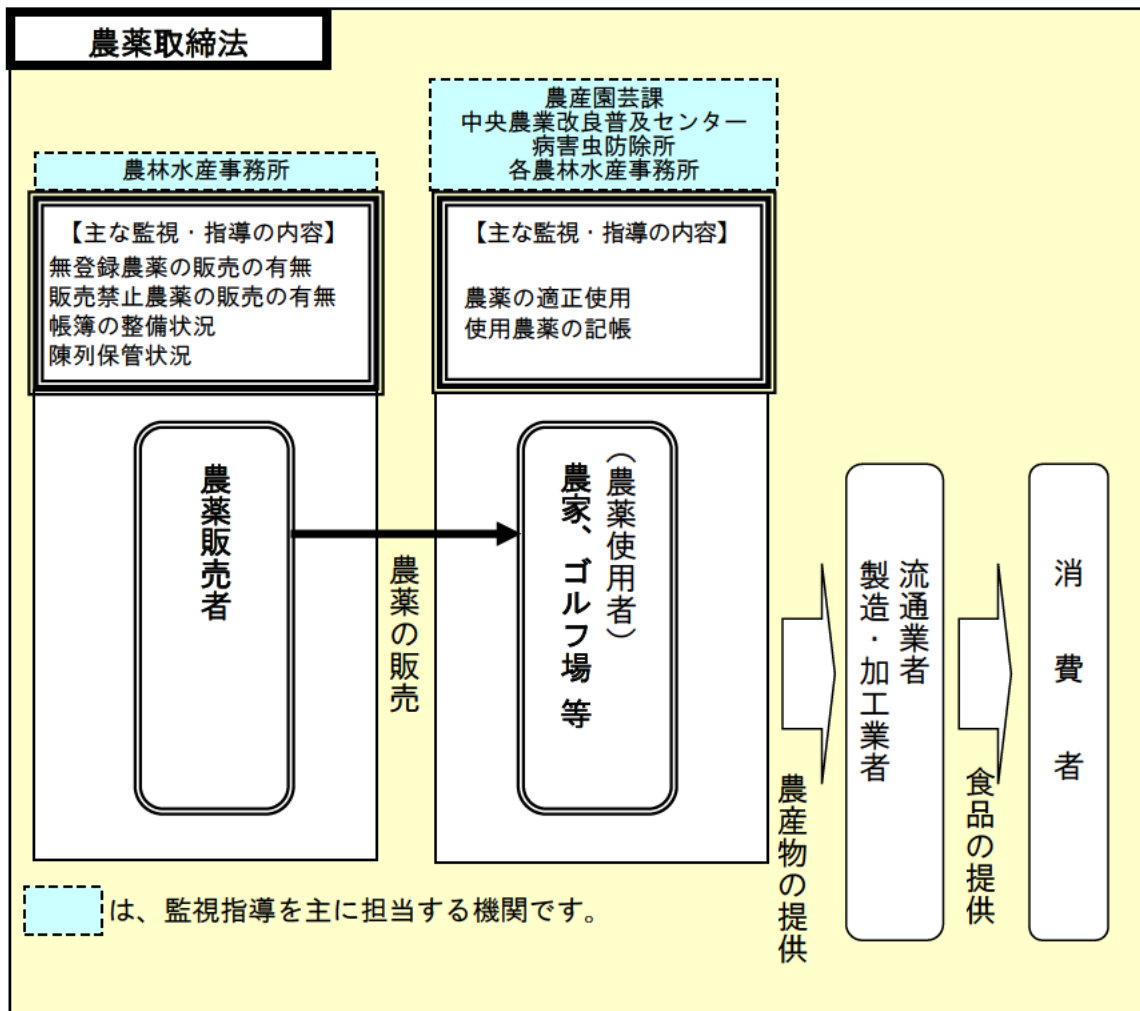 農薬取締法
農林水産事務所
【主な監視・指導の内容】
無登録農薬の販売の有無
販売禁止農薬の販売の有無
帳簿の整備状況
陳列保管状況
農産園芸課
中央農業改良普及センター
病害虫防除所
各農林水産事務所
【主な監視・指導の内容】
農薬の適正使用
使用農薬の記帳
農薬販売者
農薬の販売
（農薬使用者）
農家、ゴルフ場 等
農産物の提供
流通業者
製造・加工業者
食品の提供
消費者
は、監視指導を主に担当する機関です。